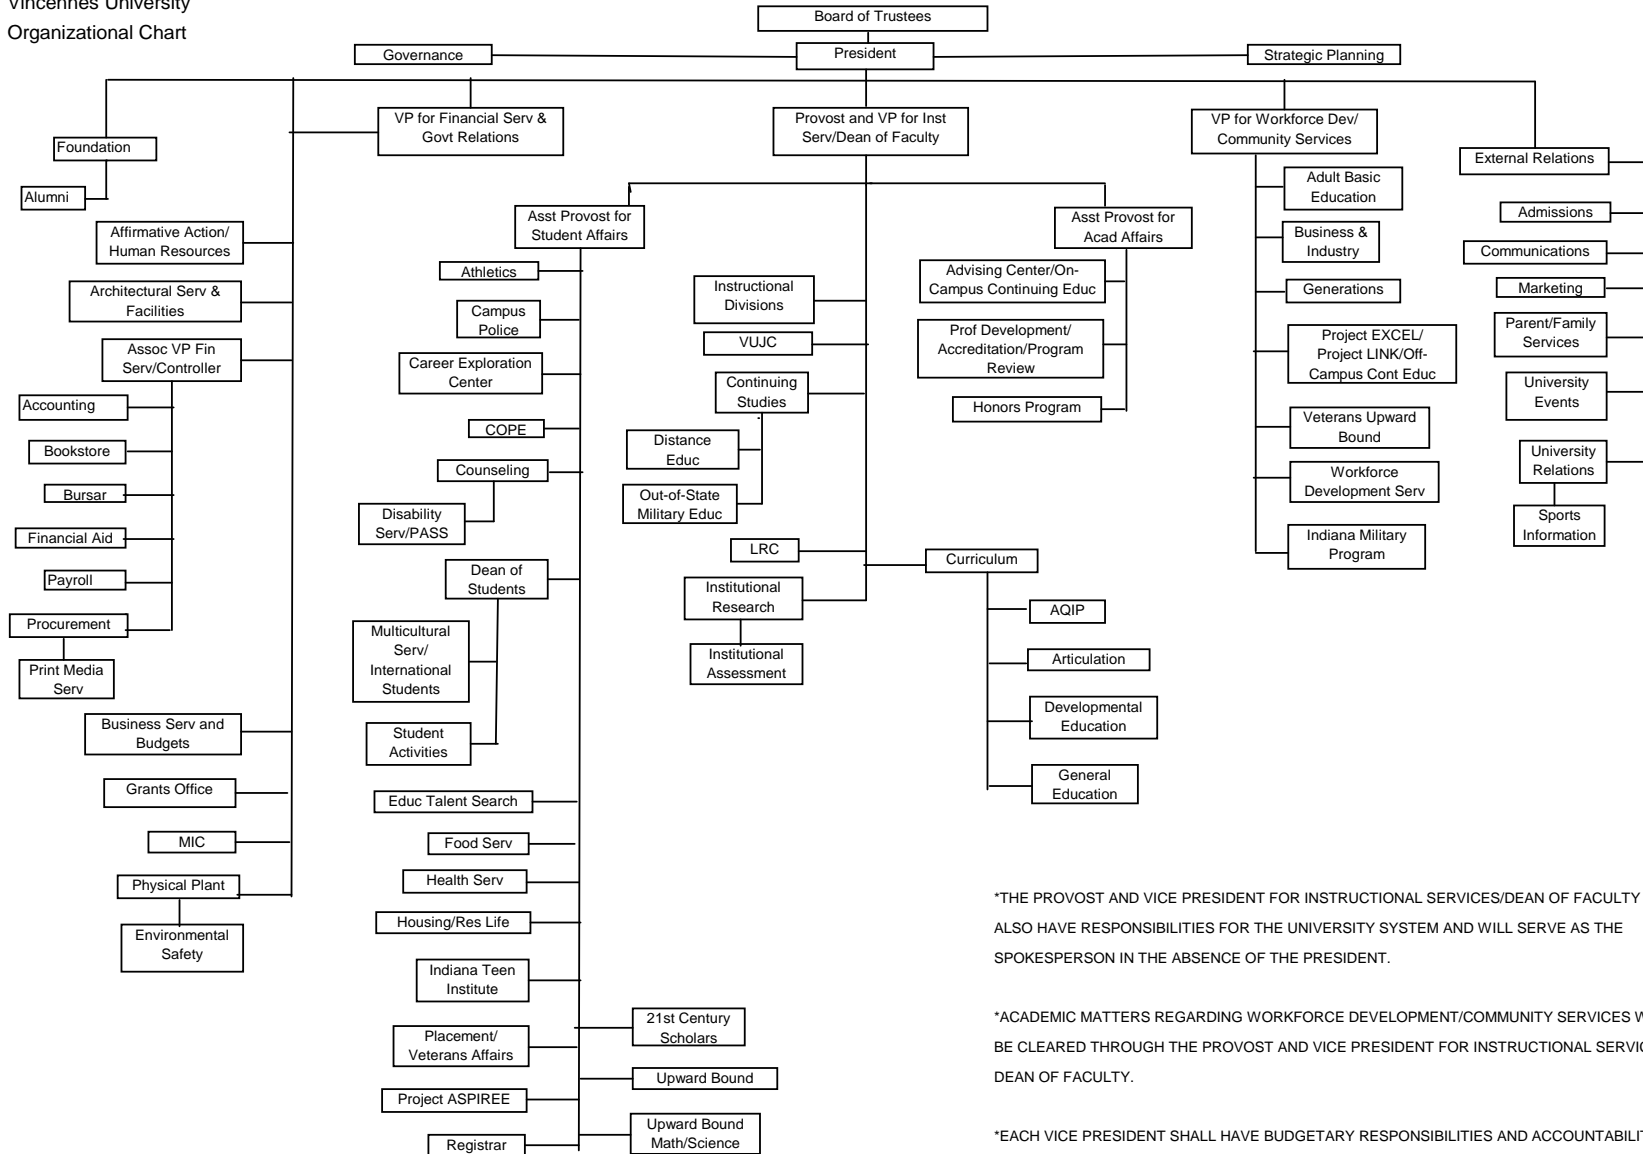 Vincennes University
Organizational Chart
Board of Trustees
Governance
President
Strategic Planning
VP for Financial Serv &
Govt Relations
Provost and VP for Inst
Serv/Dean of Faculty
VP for Workforce Dev/
Community Services
Foundation
Alumni
Affirmative Action/
Human Resources
Architectural Serv &
Facilities
Assoc VP Fin
Serv/Controller
Accounting
Bookstore
Bursar
Financial Aid
Payroll
Procurement
Print Media
Serv
Business Serv and
Budgets
Grants Office
MIC
Physical Plant
Environmental
Safety
Asst Provost for
Student Affairs
Athletics
Campus
Police
Career Exploration
Center
COPE
Counseling
Disability
Serv/PASS
Dean of
Students
Multicultural
Serv/
International
Students
Student
Activities
Educ Talent Search
Food Serv
Health Serv
Housing/Res Life
Indiana Teen
Institute
Placement/
Veterans Affairs
Project ASPIREE
Registrar
21st Century
Scholars
Upward Bound
Upward Bound
Math/Science
Instructional
Divisions
VUJC
Continuing
Studies
Distance
Educ
Out-of-State
Military Educ
LRC
Institutional
Research
Institutional
Assessment
Asst Provost for
Acad Affairs
Advising Center/On-
Campus Continuing Educ
Prof Development/
Accreditation/Program
Review
Honors Program
Curriculum
AQIP
Articulation
Developmental
Education
General
Education
Adult Basic
Education
Business &
Industry
Generations
Project EXCEL/
Project LINK/Off-
Campus Cont Educ
Veterans Upward
Bound
Workforce
Development Serv
Indiana Military
Program
External Relations
Admissions
Communications
Marketing
Parent/Family
Services
University
Events
University
Relations
Sports
Information
*THE PROVOST AND VICE PRESIDENT FOR INSTRUCTIONAL SERVICES/DEAN OF FACULTY
ALSO HAVE RESPONSIBILITIES FOR THE UNIVERSITY SYSTEM AND WILL SERVE AS THE
SPOKESPERSON IN THE ABSENCE OF THE PRESIDENT.
*ACADEMIC MATTERS REGARDING WORKFORCE DEVELOPMENT/COMMUNITY SERVICES
BE CLEARED THROUGH THE PROVOST AND VICE PRESIDENT FOR INSTRUCTIONAL
DEAN OF FACULTY.
*EACH VICE PRESIDENT SHALL HAVE BUDGETARY RESPONSIBILITIES AND